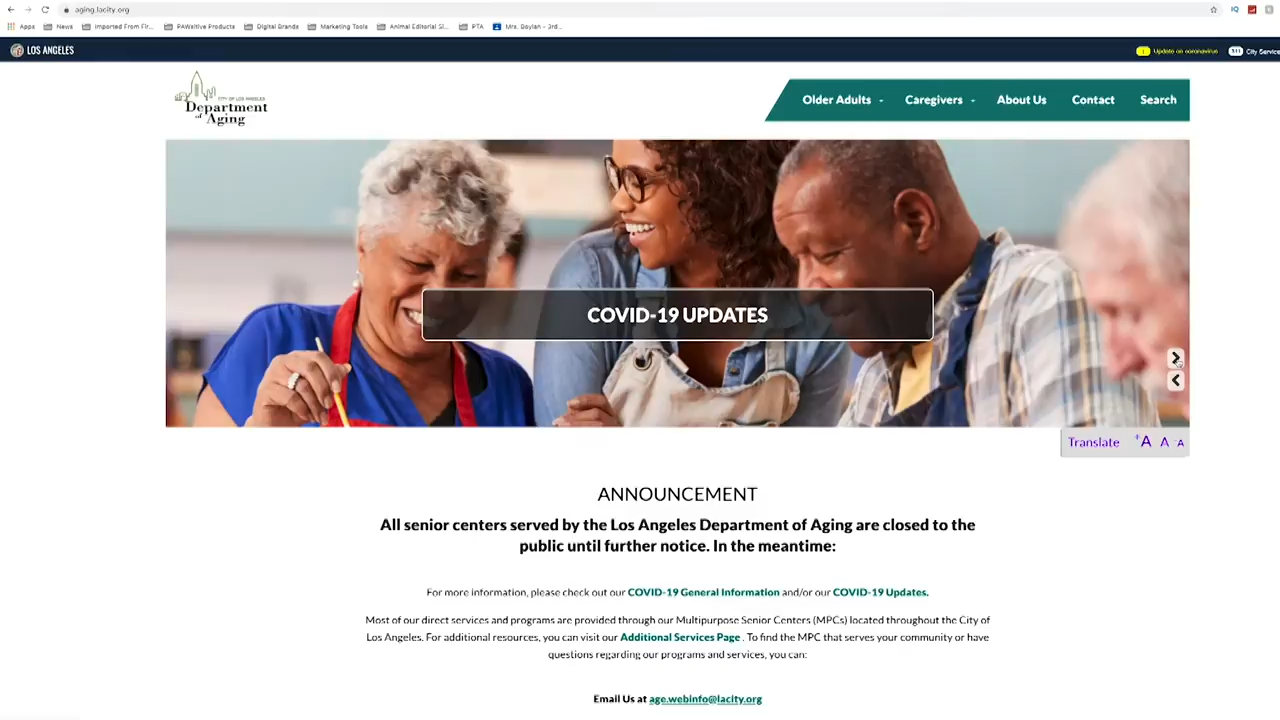 aging.lacity.org
Apps News Imported From Fir... PAWsitive Products Digital Brands Marketing Tools Animal Editorial Si... PTA Mrs. Doylan - 3rd...
LOS ANGELES
Update on coronavirus
311 City Service
CITY OF LOS ANGELES
Department
of Aging
Older Adults Caregivers About Us Contact Search
COVID-19 UPDATES
Translate +A A -A
ANNOUNCEMENT
All senior centers served by the Los Angeles Department of Aging are closed to the
public until further notice. In the meantime:
For more information, please check out our COVID-19 General Information and/or our COVID-19 Updates.
Most of our direct services and programs are provided through our Multipurpose Senior Centers (MPCs) located throughout the City of
Los Angeles. For additional resources, you can visit our Additional Services Page . To find the MPC that serves your community or have
questions regarding our programs and services, you can:
Email Us at age.webinfo@lacity.org